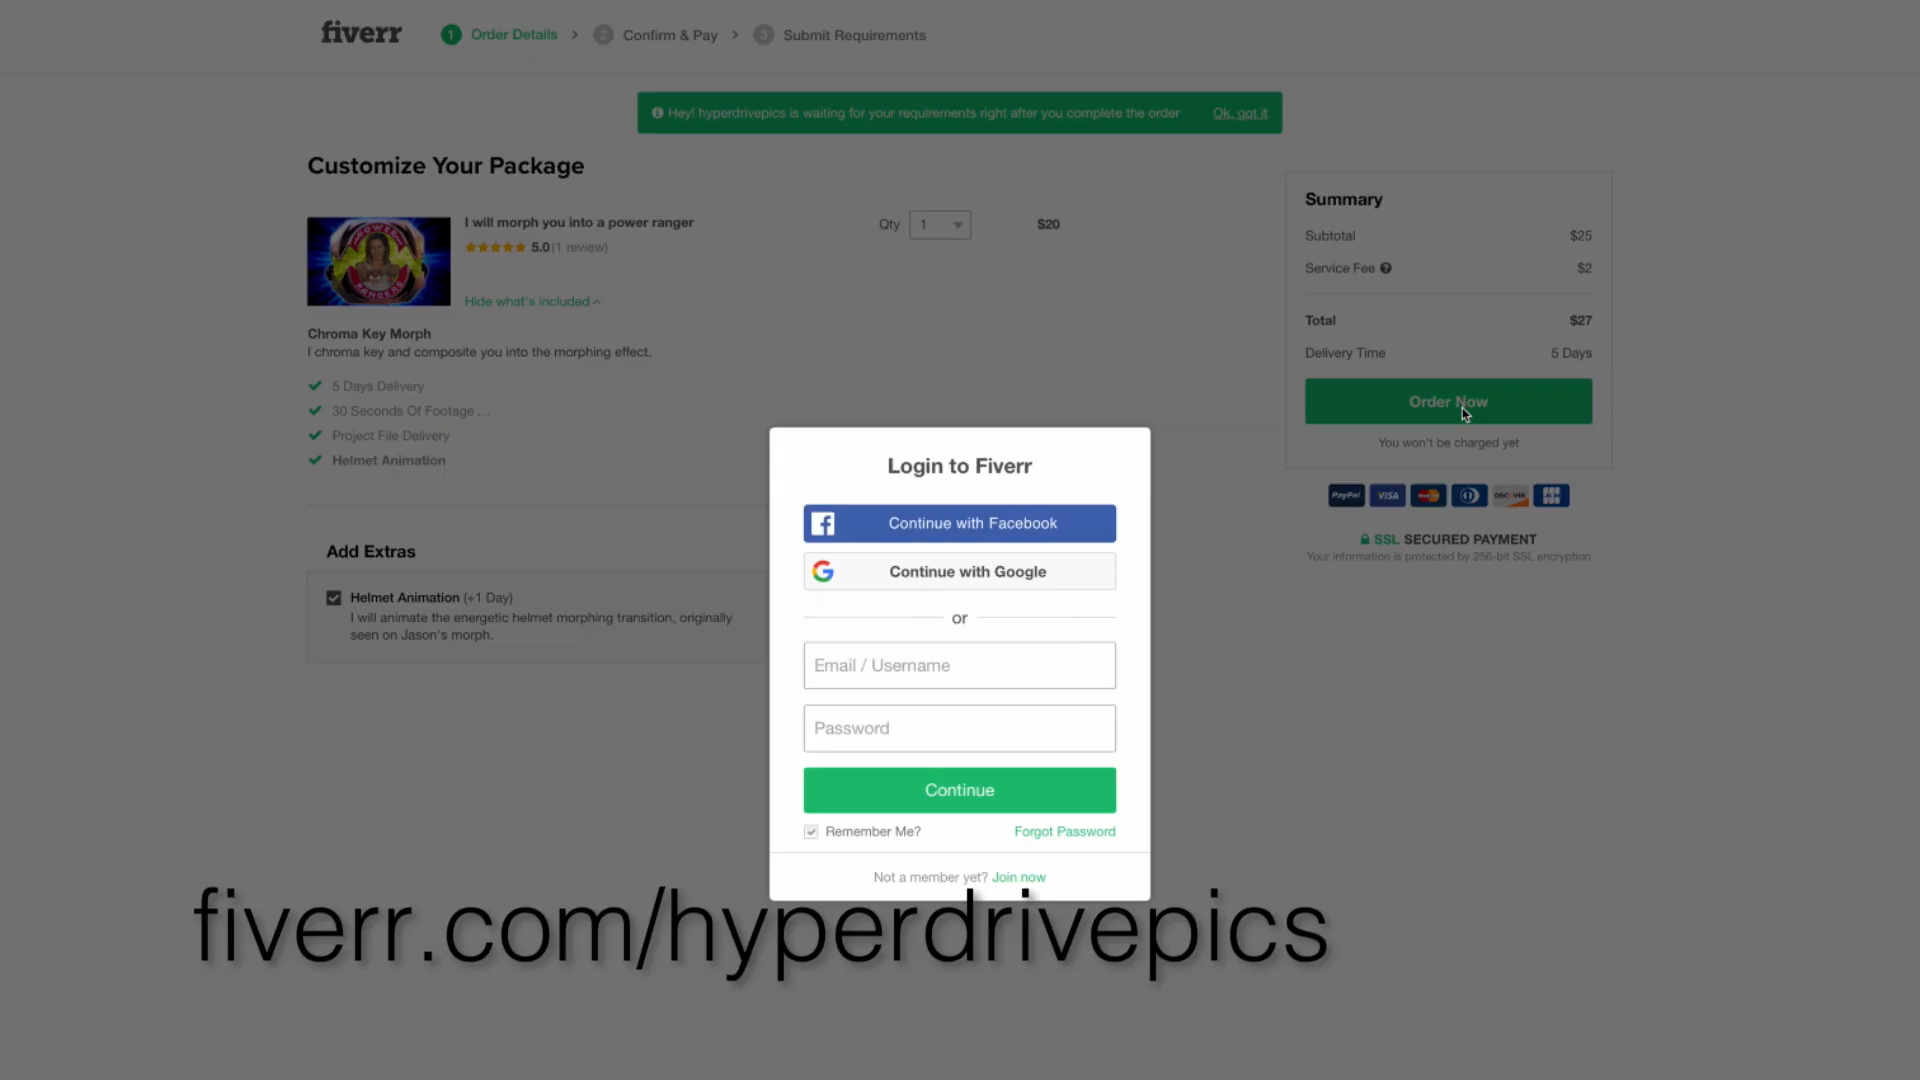 fiverr
1 Order Details > 2 Confirm & Pay > 3 Submit Requirements
Hey! hyperdrivepics is waiting for your requirements right after you complete the order Ok, got it
Customize Your Package
I will morph you into a power ranger
Qty 1 $20
5.0 (1 review)
POWER
RANGERS
Hide what's included
Chroma Key Morph
I chroma key and composite you into the morphing effect.
5 Days Delivery
30 Seconds Of Footage ...
Project File Delivery
Helmet Animation
Add Extras
Helmet Animation (+1 Day)
I will animate the energetic helmet morphing transition, originally
seen on Jason's morph.
Summary
Subtotal $25
Service Fee $2
Total $27
Delivery Time 5 Days
Order Now
You won't be charged yet
PayPal VISA DISCOVER
SSL SECURED PAYMENT
Your information is protected by 256-bit SSL encryption
Login to Fiverr
Continue with Facebook
Continue with Google
or
Email / Username
Password
Continue
Remember Me? Forgot Password
Not a member yet? Join now
fiverr.com/hyperdrivepics